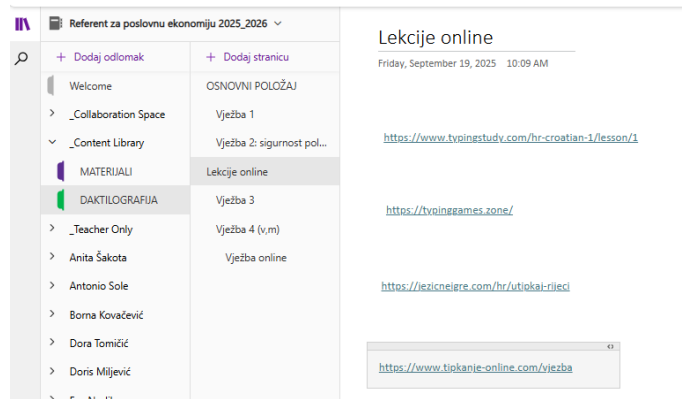 Referent za poslovnu ekonomiju 2025_2026
+ Dodaj odlomak
Welcome
_Collaboration Space
_Content Library
MATERIJALI
DAKTILOGRAFIJA
_Teacher Only
Anita Šakota
Antonio Sole
Borna Kovačević
Dora Tomičić
Doris Miljević
+ Dodaj stranicu
OSNOVNI POLOŽAJ
Vježba 1
Vježba 2: sigurnost pol...
Lekcije online
Vježba 3
Vježba 4 (v,m)
Vježba online
Lekcije online
Friday, September 19, 2025 10:09 AM
https://www.typingstudy.com/hr-croatian-1/lesson/1
https://typinggames.zone/
https://jezicneigre.com/hr/utipkaj-rijeci
https://www.tipkanje-online.com/vjezba